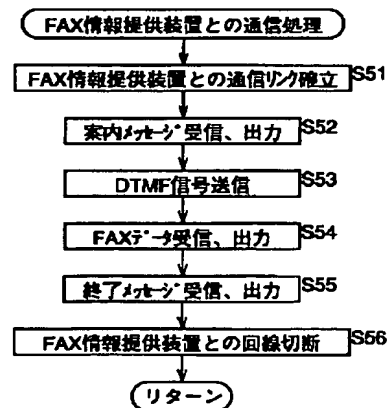 FAX情報提供装置との通信処理
FAX情報提供装置との通信リンク確立 S51
案内メッセージ受信、出力 S52
DTMF信号送信 S53
FAXデータ受信、出力 S54
終了メッセージ受信、出力 S55
FAX情報提供装置との回線切断 S56
リターン